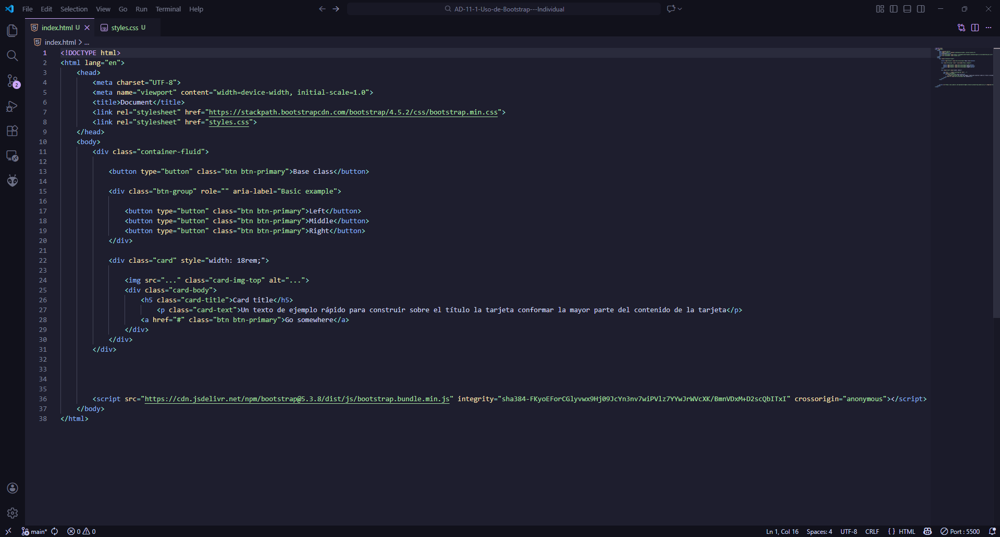 File Edit Selection View Go Run Terminal Help
AD-11-1-Uso-de-Bootstrap---Individual
index.html U
styles.css U
index.html > ...
1 <!DOCTYPE html>
2 <html lang="en">
3 <head>
4 <meta charset="UTF-8">
5 <meta name="viewport" content="width=device-width, initial-scale=1.0">
6 <title>Document</title>
7 <link rel="stylesheet" href="https://stackpath.bootstrapcdn.com/bootstrap/4.5.2/css/bootstrap.min.css">
8 <link rel="stylesheet" href="styles.css">
9 </head>
10 <body>
11 <div class="container-fluid">
12
13 <button type="button" class="btn btn-primary">Base class</button>
14
15 <div class="btn-group" role="" aria-label="Basic example">
16
17 <button type="button" class="btn btn-primary">Left</button>
18 <button type="button" class="btn btn-primary">Middle</button>
19 <button type="button" class="btn btn-primary">Right</button>
20 </div>
21
22 <div class="card" style="width: 18rem;">
23
24 <img src="..." class="card-img-top" alt="...">
25 <div class="card-body">
26 <h5 class="card-title">Card title</h5>
27 <p class="card-text">Un texto de ejemplo rápido para construir sobre el título la tarjeta conformar la mayor parte del contenido de la tarjeta</p>
28 <a href="#" class="btn btn-primary">Go somewhere</a>
29 </div>
30 </div>
31 </div>
32
33
34
35
36 <script src="https://cdn.jsdelivr.net/npm/bootstrap@5.3.8/dist/js/bootstrap.bundle.min.js" integrity="sha384-FKyoEForCGlyvwx9Hj09JcYn3nv7wiPVlz7YYwJrWVcXK/BmnVDxM+D2scQbITxI" crossorigin="anonymous"></script>
37 </body>
38 </html>
2
main* 0 0
Ln 1, Col 16 Spaces: 4 UTF-8 CRLF { } HTML Port : 5500